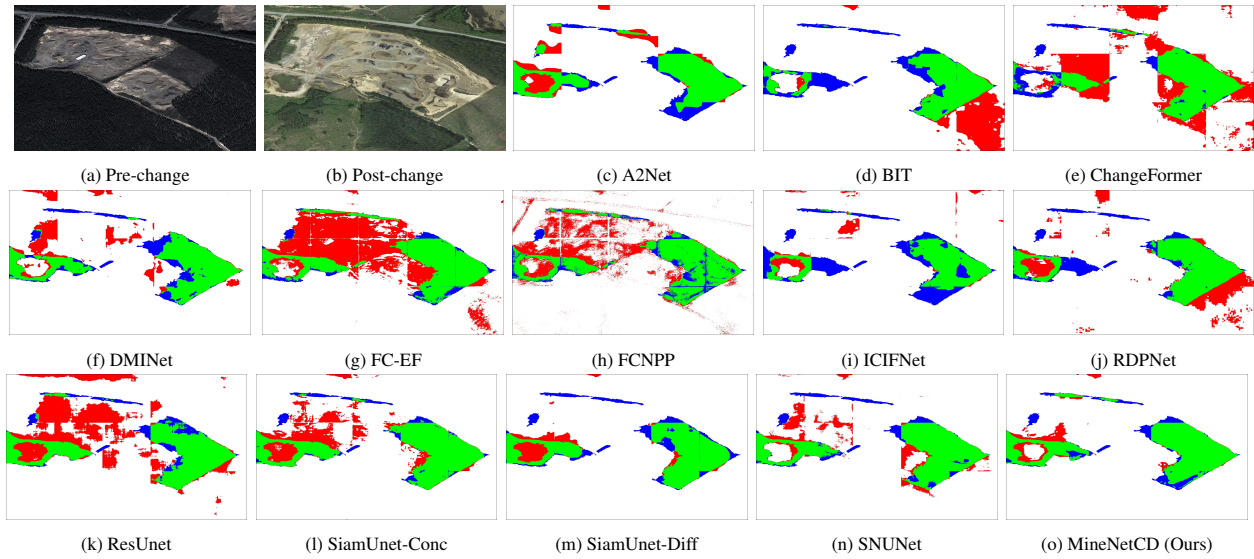 (a) Pre-change
(b) Post-change
(c) A2Net
(d) BIT
(e) ChangeFormer
(f) DMINet
(g) FC-EF
(h) FCNPP
(i) ICIFNet
(j) RDPNet
(k) ResUnet
(l) SiamUnet-Conc
(m) SiamUnet-Diff
(n) SNUNet
(o) MineNetCD (Ours)